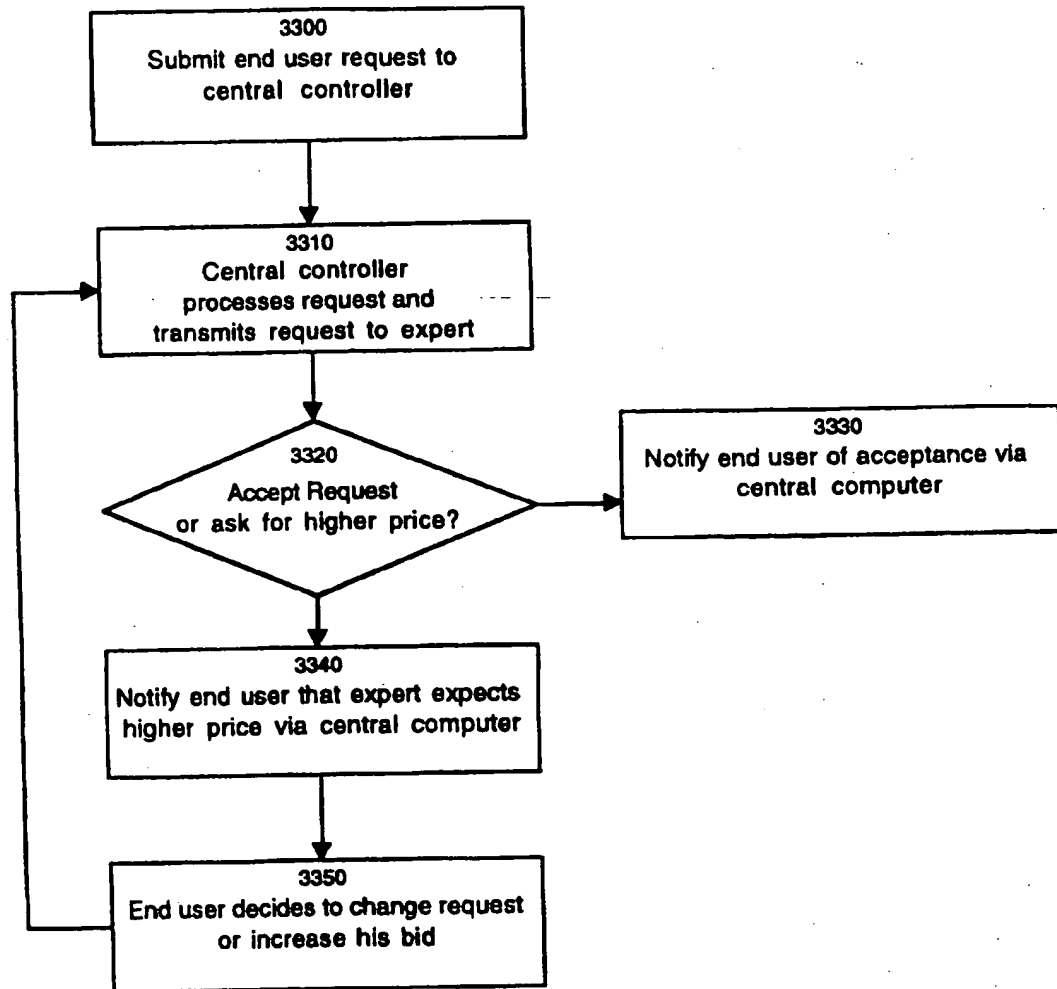 3300
Submit end user request to
central controller
3310
Central controller
processes request and
transmits request to expert
3320
Accept Request
or ask for higher price?
3330
Notify end user of acceptance via
central computer
3340
Notify end user that expert expects
higher price via central computer
3350
End user decides to change request
or increase his bid